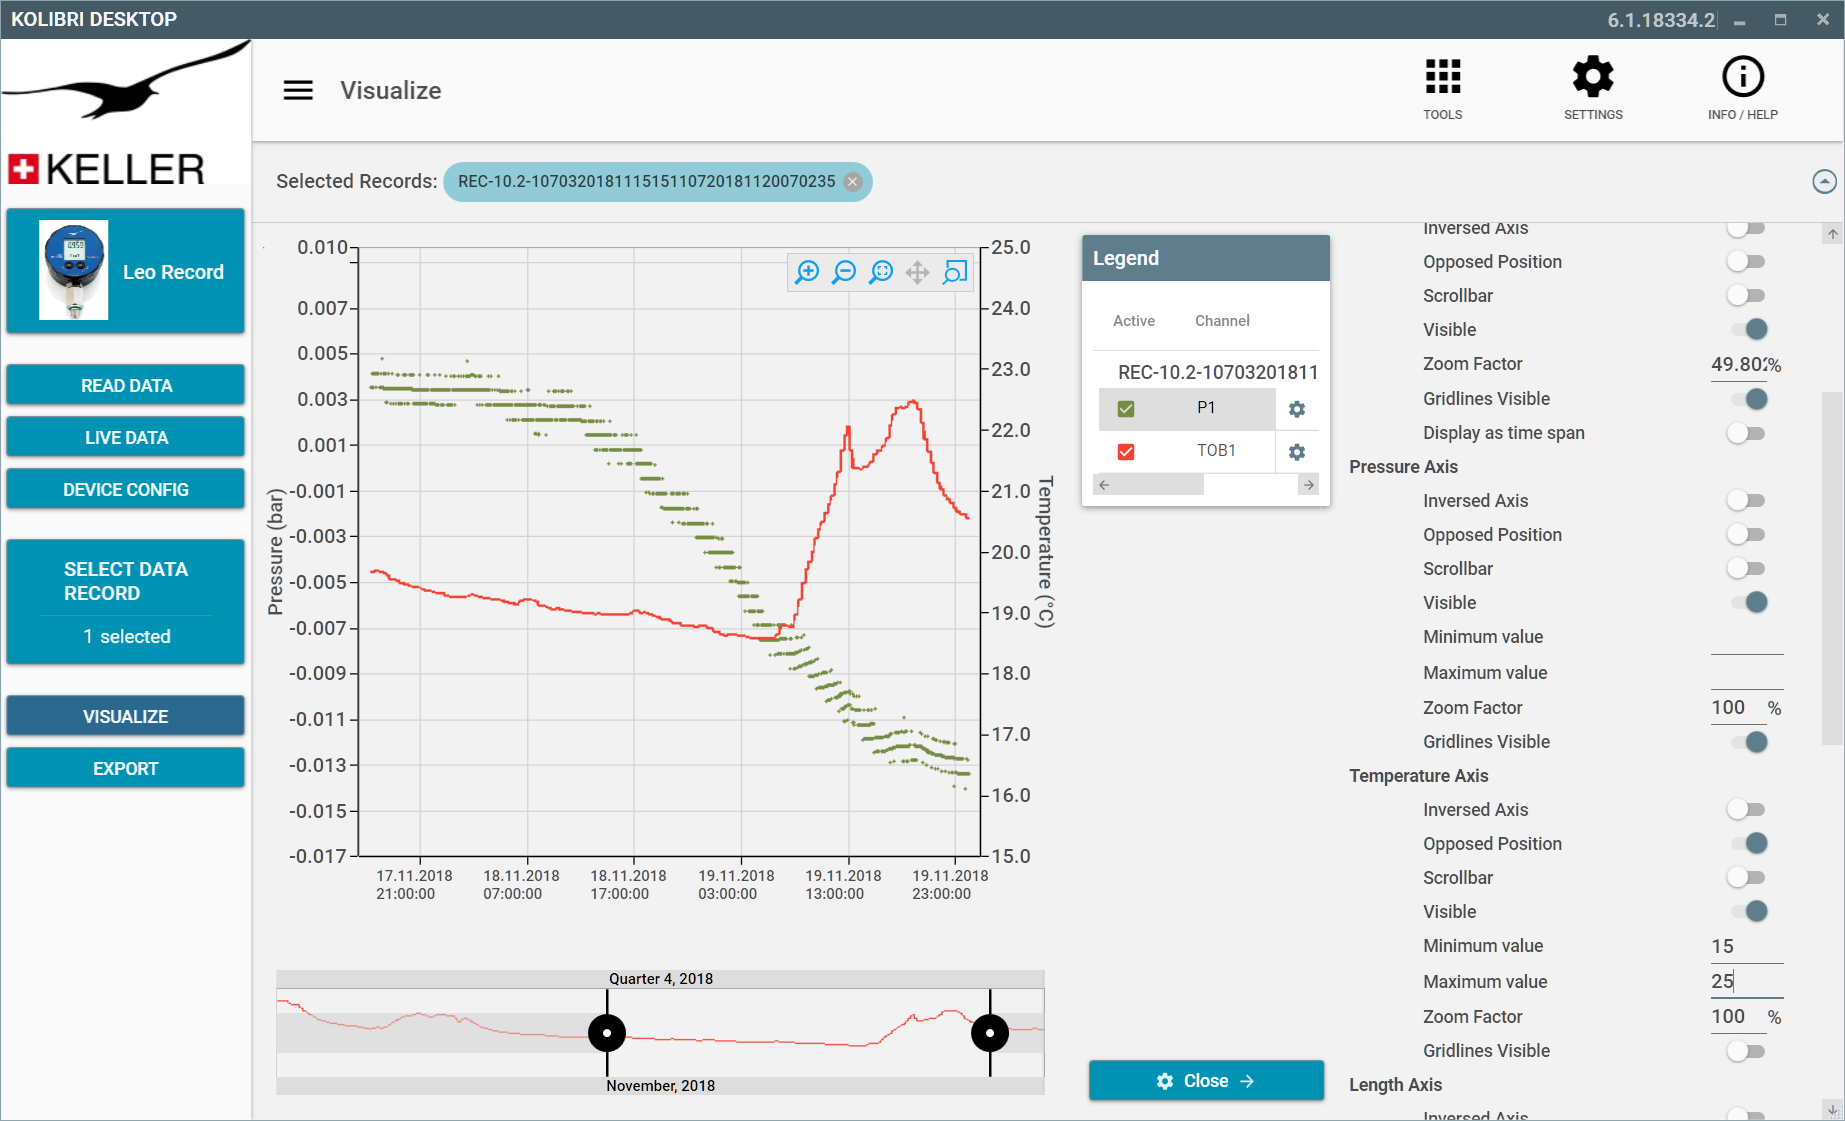 KOLIBRI DESKTOP
6.1.18334.2
KELLER
Visualize
TOOLS
SETTINGS
INFO / HELP
Selected Records:
REC-10.2-107032018111515110720181120070235
Leo Record
READ DATA
LIVE DATA
DEVICE CONFIG
SELECT DATA
RECORD
1 selected
VISUALIZE
EXPORT
Pressure (bar)
0.010
0.007
0.005
0.003
0.001
-0.001
-0.003
-0.005
-0.007
-0.009
-0.011
-0.013
-0.015
-0.017
25.0
24.0
23.0
22.0
21.0
20.0
19.0
18.0
17.0
16.0
15.0
Temperature (°C)
17.11.2018
21:00:00
18.11.2018
07:00:00
18.11.2018
17:00:00
19.11.2018
03:00:00
19.11.2018
13:00:00
19.11.2018
23:00:00
Quarter 4, 2018
November, 2018
Legend
Active Channel
REC-10.2-10703201811
P1
TOB1
Close
Inversed Axis
Opposed Position
Scrollbar
Visible
Zoom Factor 49.80 %
Gridlines Visible
Display as time span
Pressure Axis
Inversed Axis
Opposed Position
Scrollbar
Visible
Minimum value
Maximum value
Zoom Factor 100 %
Gridlines Visible
Temperature Axis
Inversed Axis
Opposed Position
Scrollbar
Visible
Minimum value 15
Maximum value 25
Zoom Factor 100 %
Gridlines Visible
Length Axis
Inversed Axis